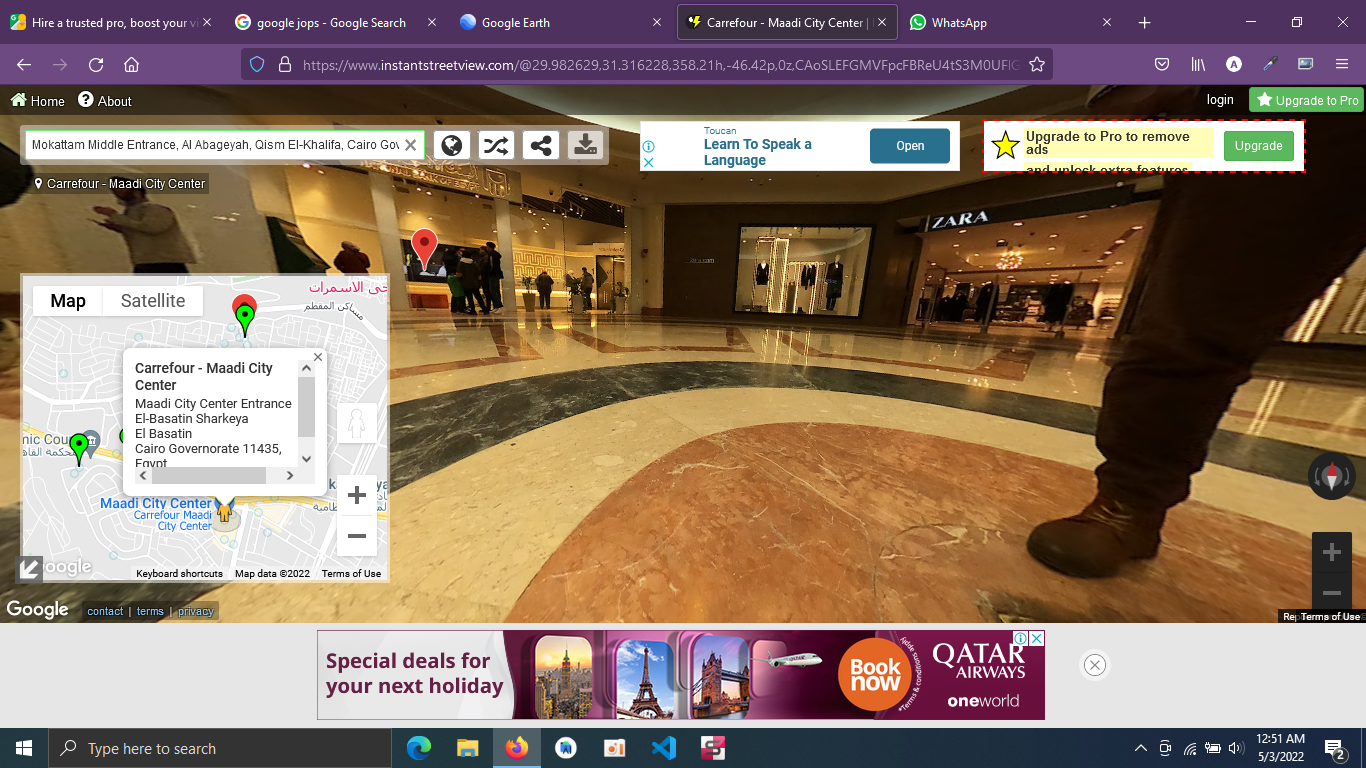 Hire a trusted pro, boost your vi
google jops - Google Search
Google Earth
Carrefour - Maadi City Center |
WhatsApp
https://www.instantstreetview.com/@29.982629,31.316228,358.21h,-46.42p,0z,CAoSLEFGMVFpcFBReU4tS3M0UFlG
Home
About
login
Upgrade to Pro
Mokattam Middle Entrance, Al Abageyah, Qism El-Khalifa, Cairo Gov
Carrefour - Maadi City Center
Toucan
Learn To Speak a
Language
Open
Upgrade to Pro to remove
ads
and unlock extra features
Upgrade
ZARA
Map
Satellite
حى الاسمرات
مساكن المقطم
Carrefour - Maadi City
Center
Maadi City Center Entrance
El-Basatin Sharkeya
El Basatin
Cairo Governorate 11435,
Egypt
nic Cou
Maadi City Center
Carrefour Maadi
City Center
Google
Keyboard shortcuts
Map data ©2022
Terms of Use
Google
contact | terms | privacy
Terms of Use
Special deals for
your next holiday
Book
now
*Terms & conditions apply
QATAR
AIRWAYS
oneworld
Type here to search
12:51 AM
5/3/2022
2